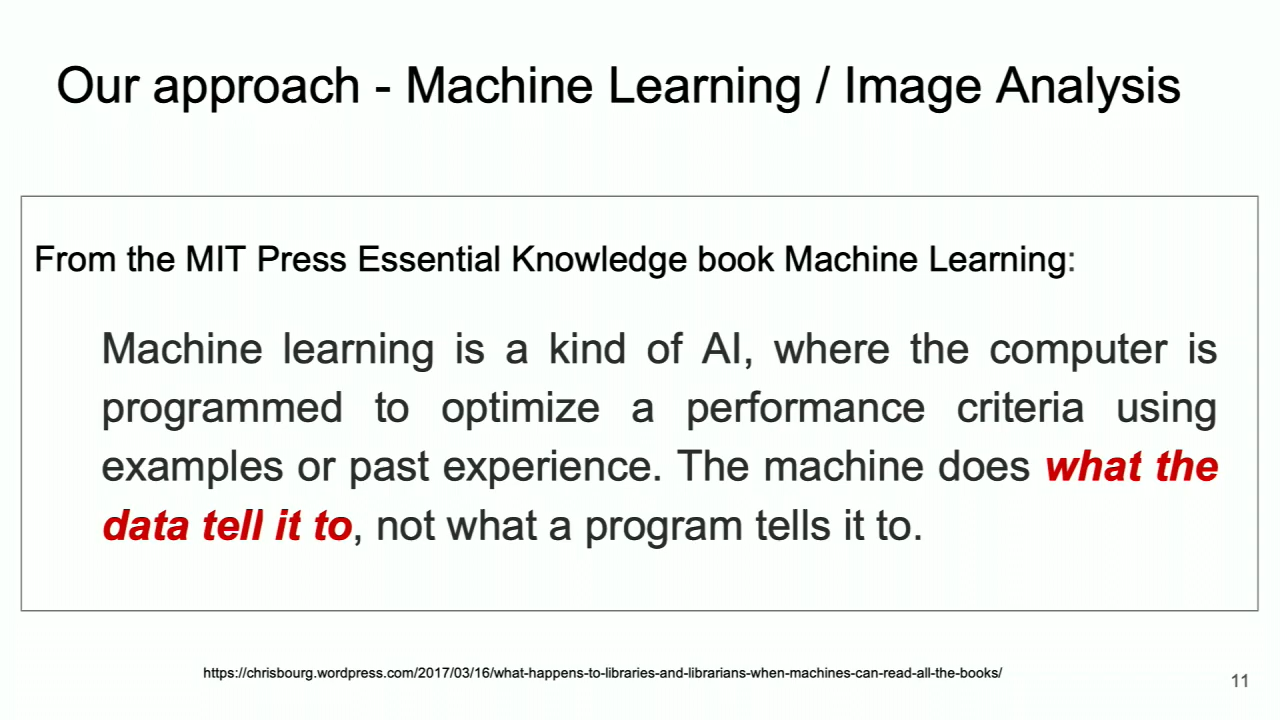 Our approach - Machine Learning / Image Analysis
From the MIT Press Essential Knowledge book Machine Learning:
Machine learning is a kind of AI, where the computer is
programmed to optimize a performance criteria using
examples or past experience. The machine does what the
data tell it to, not what a program tells it to.
https://chrisbourg.wordpress.com/2017/03/16/what-happens-to-libraries-and-librarians-when-machines-can-read-all-the-books/
11